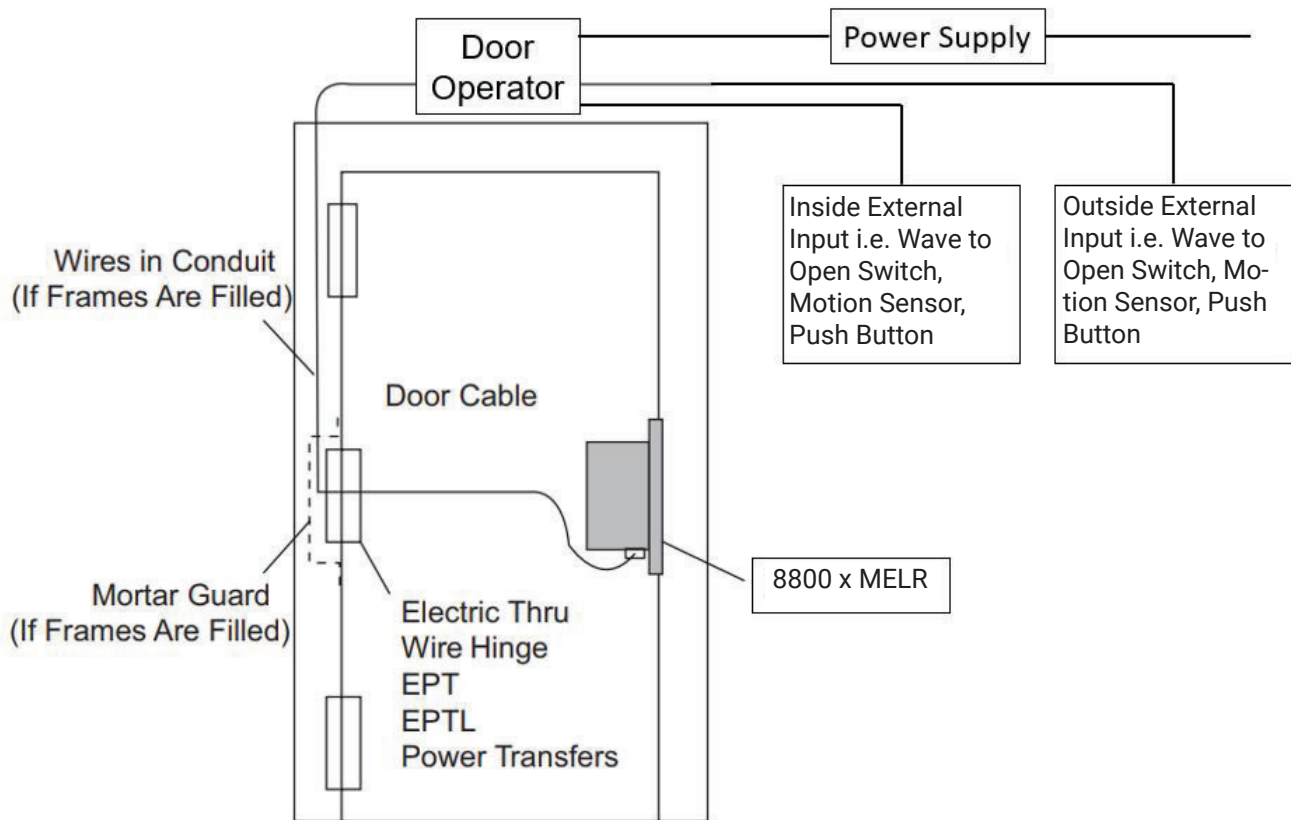 Door
Operator
Power Supply
Inside External
Input i.e. Wave to
Open Switch,
Motion Sensor,
Push Button
Outside External
Input i.e. Wave to
Open Switch, Mo-
tion Sensor, Push
Button
Wires in Conduit
(If Frames Are Filled)
Door Cable
8800 x MELR
Mortar Guard
(If Frames Are Filled)
Electric Thru
Wire Hinge
EPT
EPTL
Power Transfers